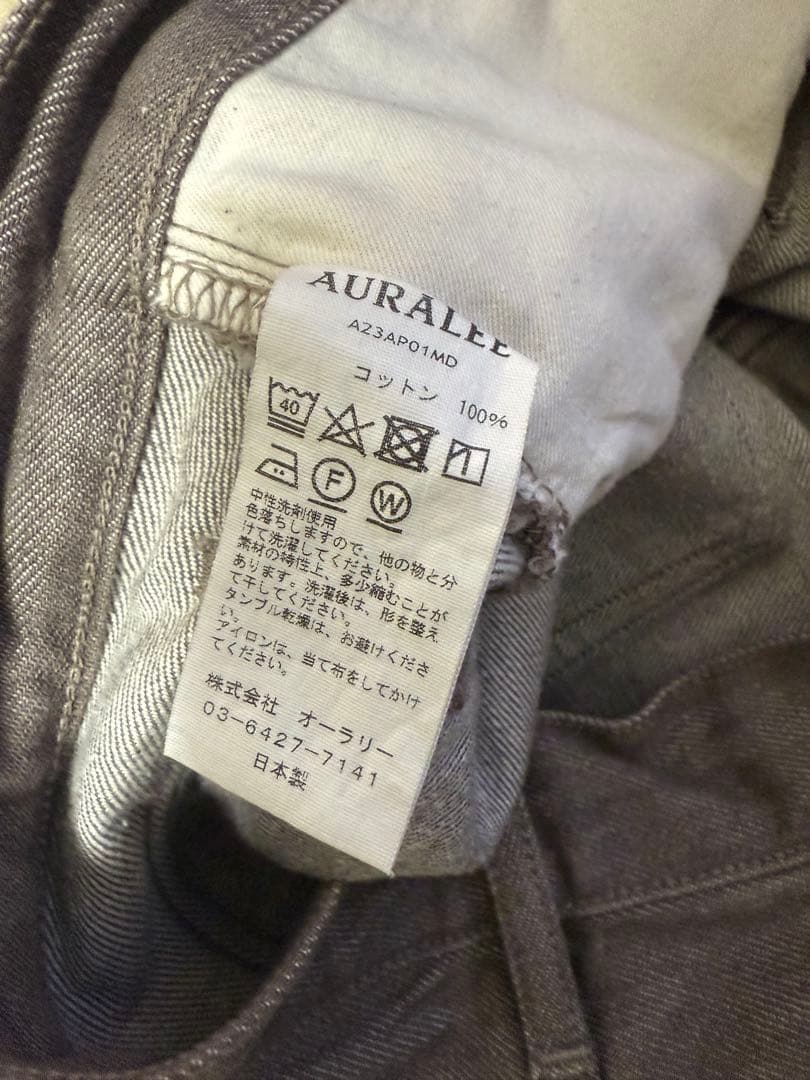 AURALEE
A23AP01MD
コットン 100%
40
F W
中性洗剤使用
色落ちしますので、他の物と分
けて洗濯してください。
素材の特性上、多少縮むことが
あります。洗濯後は、形を整え
て干してください。
タンブル乾燥は、お避けくださ
い。
アイロンは、当て布をしてかけ
てください。
株式会社 オーラリー
03-6427-7141
日本製